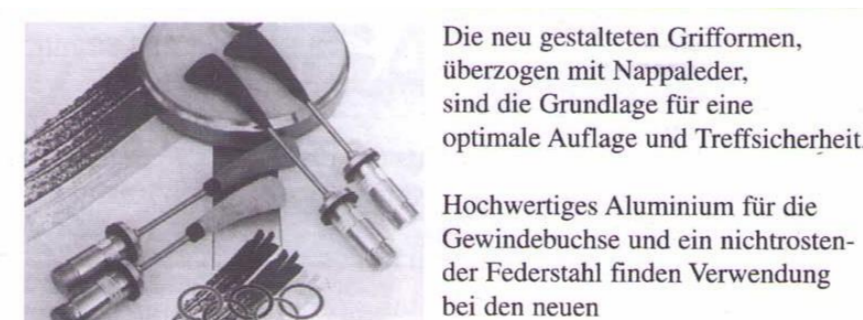 Die neu gestalteten Grifformen,
überzogen mit Nappaleder,
sind die Grundlage für eine
optimale Auflage und Treffsicherheit.
Hochwertiges Aluminium für die
Gewindebuchse und ein nichtrosten-
der Federstahl finden Verwendung
bei den neuen